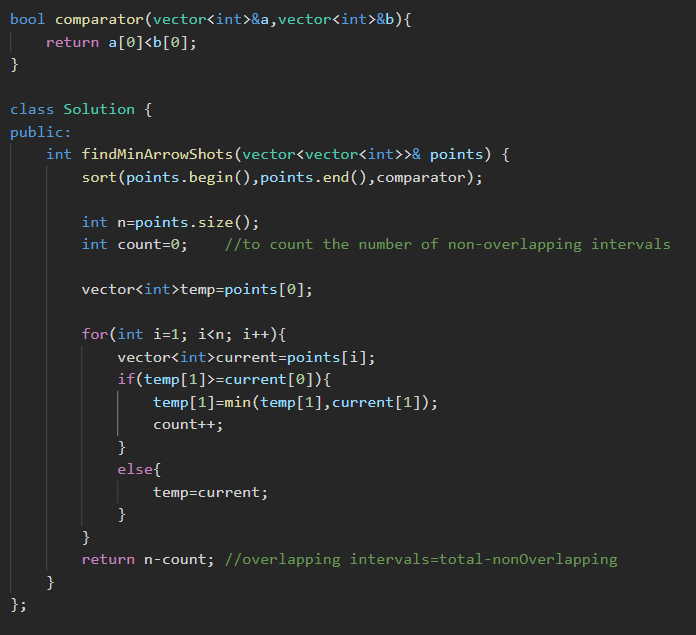 bool comparator(vector<int>&a,vector<int>&b){
    return a[0]<b[0];
}
class Solution {
public:
    int findMinArrowShots(vector<vector<int>>& points) {
        sort(points.begin(),points.end(),comparator);
        int n=points.size();
        int count=0;    //to count the number of non-overlapping intervals
        vector<int>temp=points[0];
        for(int i=1; i<n; i++){
            vector<int>current=points[i];
            if(temp[1]>=current[0]){
                temp[1]=min(temp[1],current[1]);
                count++;
            }
            else{
                temp=current;
            }
        }
        return n-count; //overlapping intervals=total-nonOverlapping
    }
};